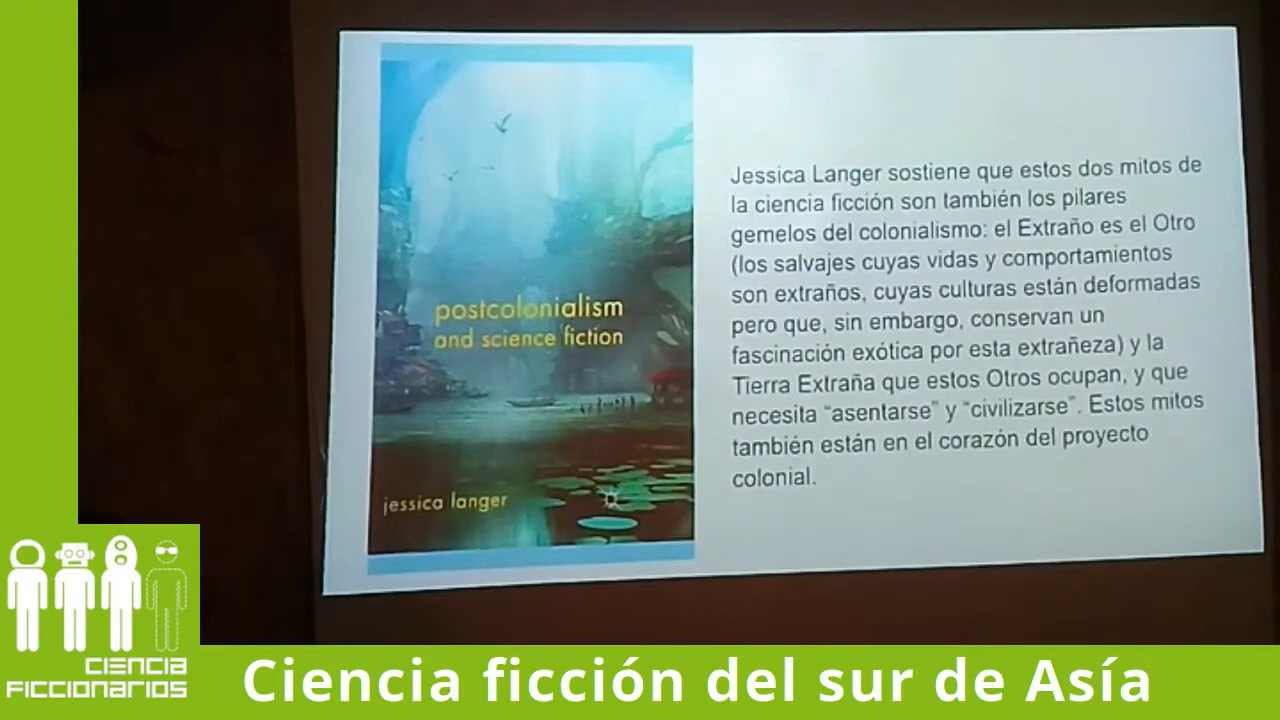 postcolonialism
and science fiction
jessica langer
Jessica Langer sostiene que estos dos mitos de
la ciencia ficción son también los pilares
gemelos del colonialismo: el Extraño es el Otro
(los salvajes cuyas vidas y comportamientos
son extraños, cuyas culturas están deformadas
pero que, sin embargo, conservan un
fascinación exótica por esta extrañeza) y la
Tierra Extraña que estos Otros ocupan, y que
necesita “asentarse” y “civilizarse”. Estos mitos
también están en el corazón del proyecto
colonial.
CIENCIA
FICCIONARIOS
Ciencia ficción del sur de Asía